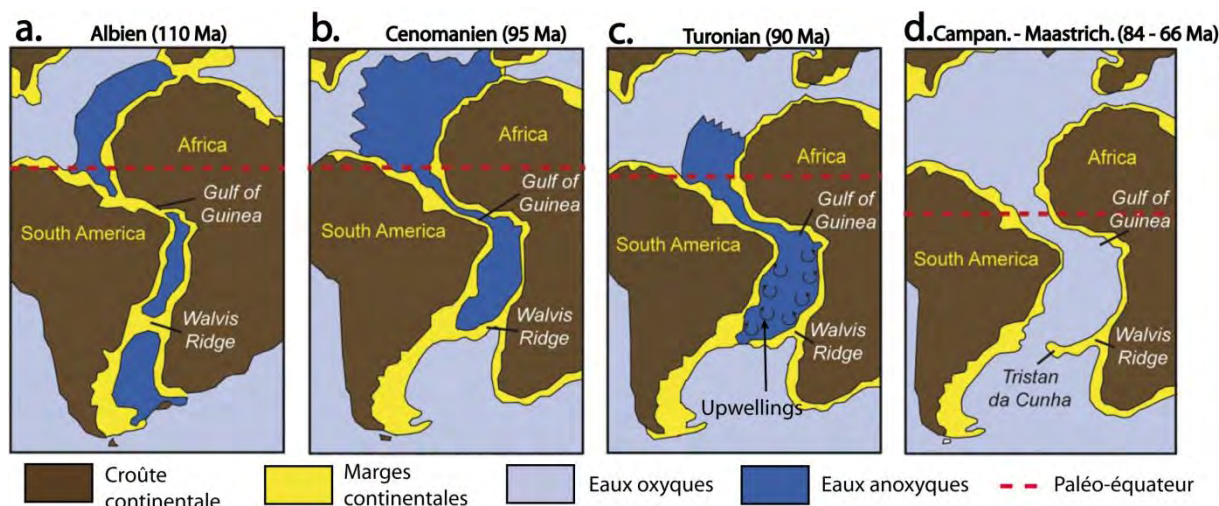 a.
Albien (110 Ma)
Africa
Gulf of
Guinea
South America
Walvis
Ridge
b.
Cenomanien (95 Ma)
Africa
Gulf of
Guinea
South America
Walvis
Ridge
c.
Turonian (90 Ma)
Africa
Gulf of
Guinea
South America
Walvis
Ridge
Upwellings
d.
Campan.- Maastrich. (84 - 66 Ma)
Africa
Gulf of
Guinea
South America
Walvis
Ridge
Tristan
da Cunha
Croûte
continentale
Marges
continentales
Eaux oxyques
Eaux anoxyques
Paléo-équateur